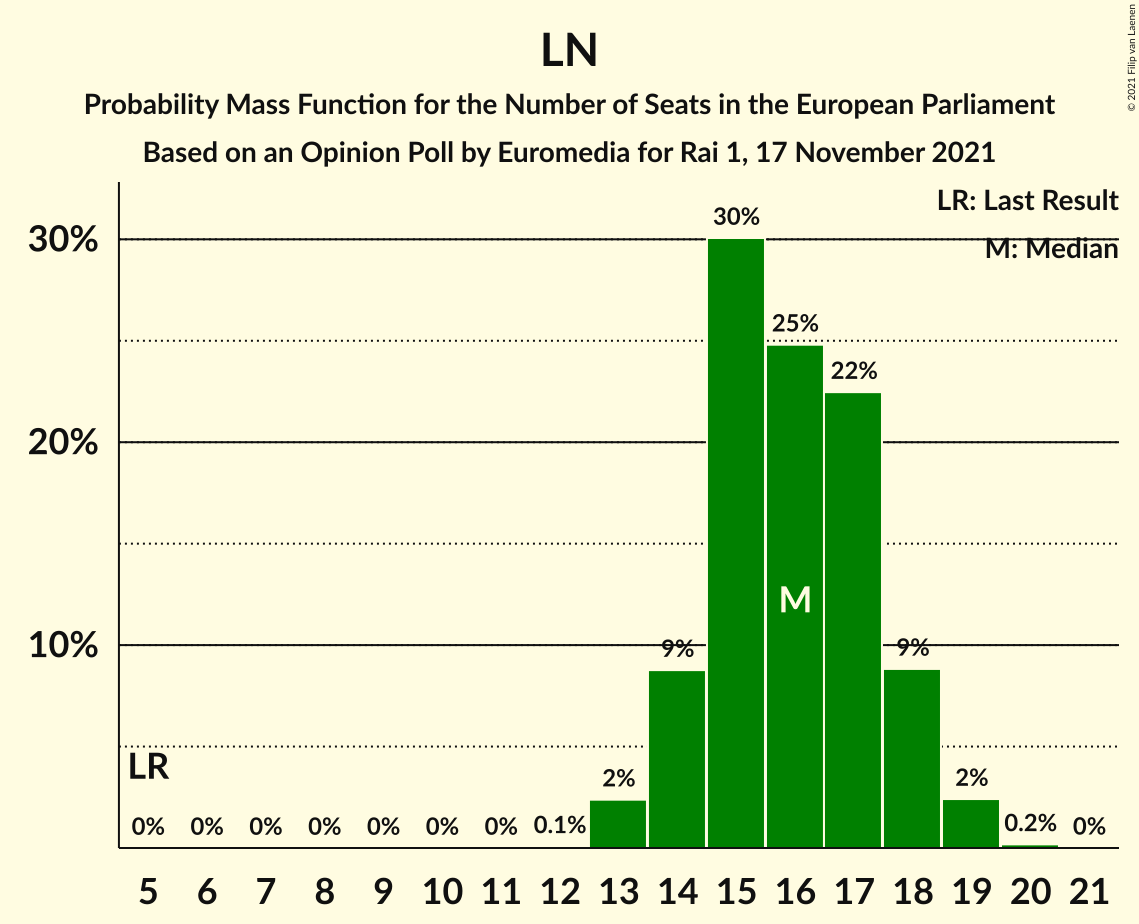 LN
Probability Mass Function for the Number of Seats in the European Parliament
Based on an Opinion Poll by Euromedia for Rai 1, 17 November 2021
© 2021 Filip van Laenen
LR: Last Result
M: Median
30%
20%
10%
LR
0% 0% 0% 0% 0% 0% 0% 0.1% 2% 9% 30% 25% 22% 9% 2% 0.2% 0%
M
5 6 7 8 9 10 11 12 13 14 15 16 17 18 19 20 21